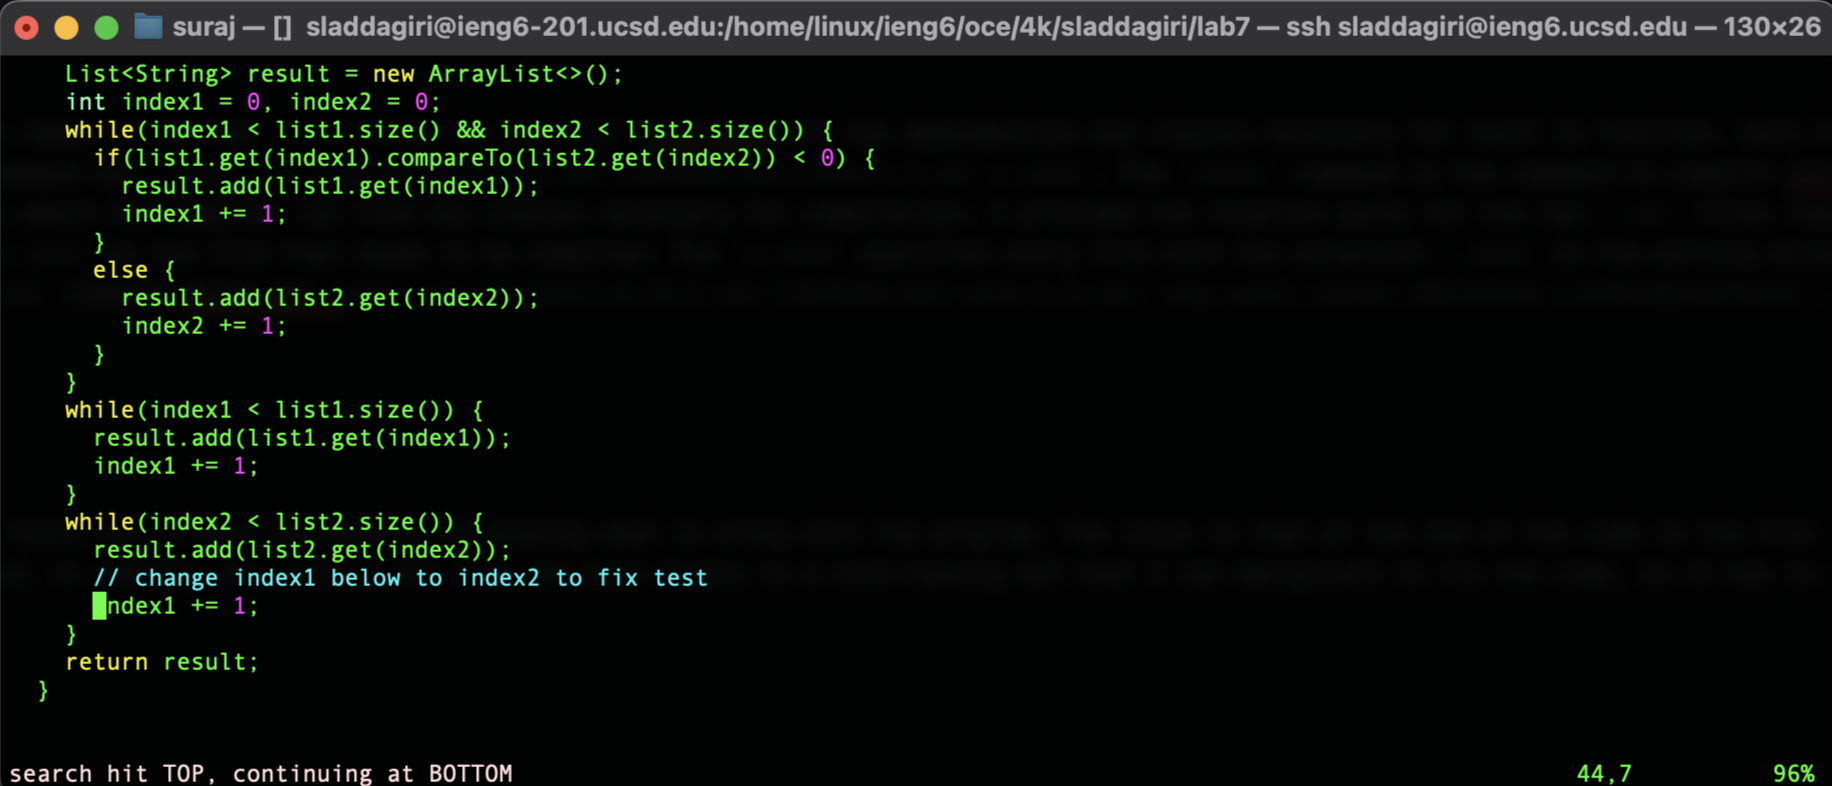 suraj — [] sladdagiri@ieng6-201.ucsd.edu:/home/linux/ieng6/oce/4k/sladdagiri/lab7 — ssh sladdagiri@ieng6.ucsd.edu — 130×26
List<String> result = new ArrayList<>();
int index1 = 0, index2 = 0;
while(index1 < list1.size() && index2 < list2.size()) {
if(list1.get(index1).compareTo(list2.get(index2)) < 0) {
result.add(list1.get(index1));
index1 += 1;
}
else {
result.add(list2.get(index2));
index2 += 1;
}
}
while(index1 < list1.size()) {
result.add(list1.get(index1));
index1 += 1;
}
while(index2 < list2.size()) {
result.add(list2.get(index2));
// change index1 below to index2 to fix test
ndex1 += 1;
}
return result;
}
search hit TOP, continuing at BOTTOM 44,7 96%